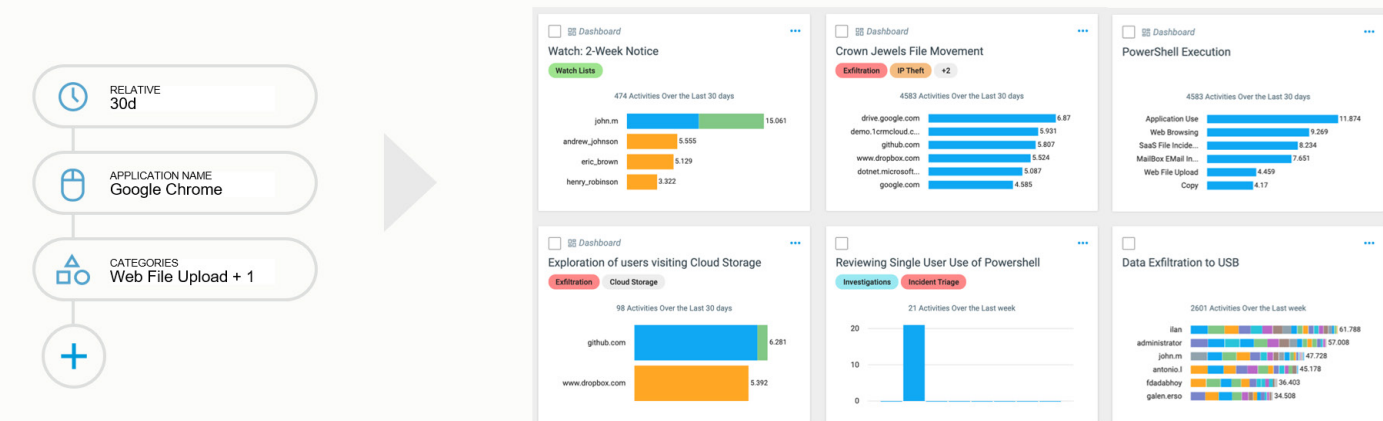 RELATIVE
30d
APPLICATION NAME
Google Chrome
CATEGORIES
Web File Upload + 1
Dashboard
Watch: 2-Week Notice
Watch Lists
474 Activities Over the Last 30 days
john.m 15.061
andrew_johnson 5.555
eric_brown 5.129
henry_robinson 3.322
Dashboard
Crown Jewels File Movement
Exfiltration IP Theft +2
4583 Activities Over the Last 30 days
drive.google.com 6.87
demo.1crmcloud.c... 5.931
github.com 5.807
www.dropbox.com 5.524
dotnet.microsoft... 5.087
google.com 4.585
Dashboard
PowerShell Execution
4583 Activities Over the Last 30 days
Application Use 11.874
Web Browsing 9.269
SaaS File Incide... 8.234
MailBox EMail In... 7.651
Web File Upload 4.459
Copy 4.17
Dashboard
Exploration of users visiting Cloud Storage
Exfiltration Cloud Storage
98 Activities Over the Last 30 days
github.com 6.281
www.dropbox.com 5.392
Reviewing Single User Use of Powershell
Investigations Incident Triage
21 Activities Over the Last week
20
10
0
Data Exfiltration to USB
2601 Activities Over the Last week
ilan 61.788
administrator 57.008
john.m 47.728
antonio.l 45.178
fdadabhoy 36.403
galen.erso 34.508